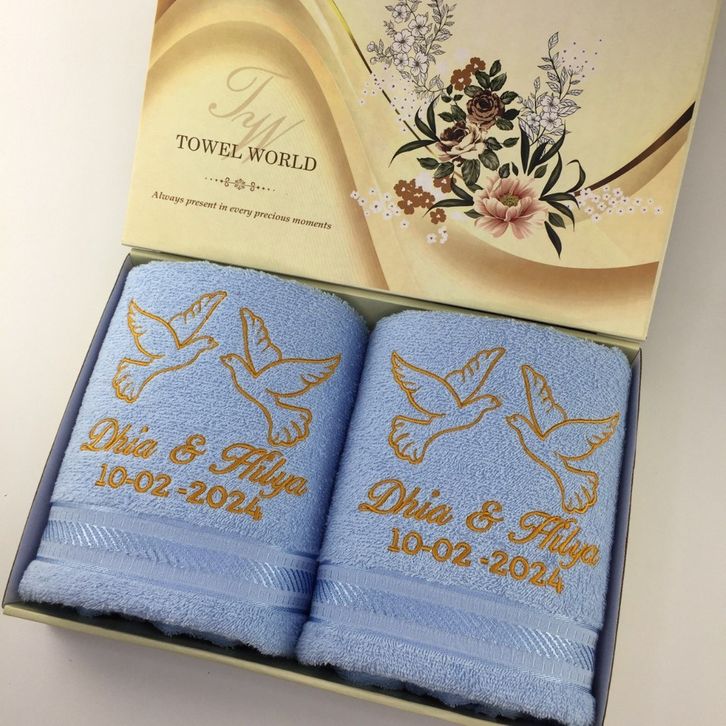 TW
TOWEL WORLD
Always present in every precious moments
Dhia & Hilya
10-02-2024
Dhia & Hilya
10-02-2024